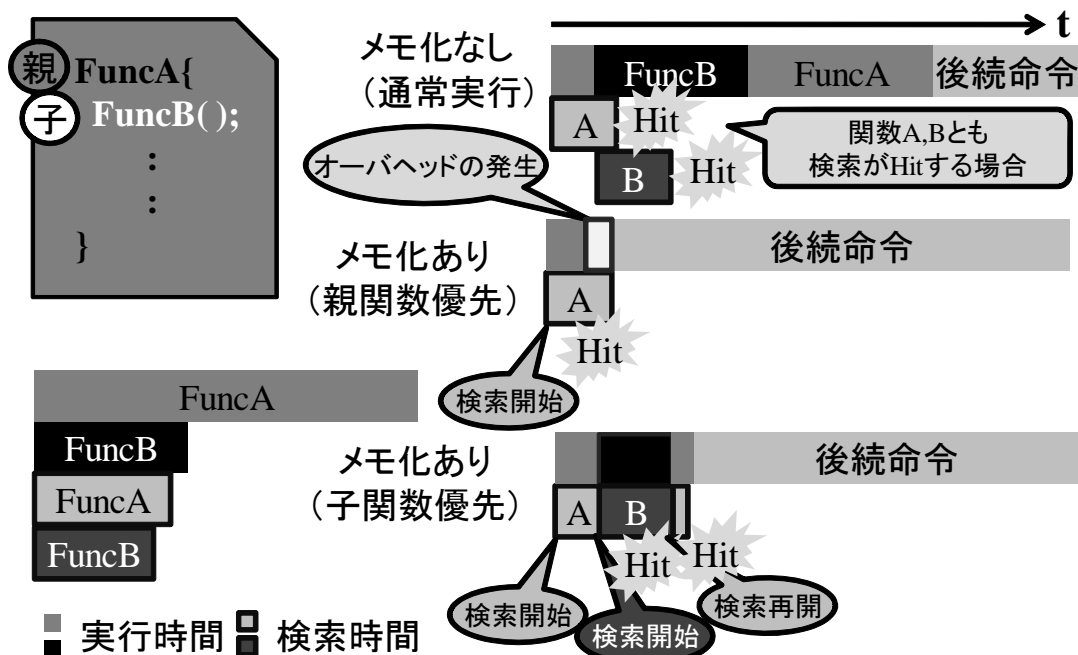 親 FuncA{
子 FuncB( );
:
:
}
t
メモ化なし
(通常実行)
FuncB FuncA 後続命令
A Hit
B Hit
関数A,Bとも
検索がHitする場合
オーバヘッドの発生
メモ化あり
(親関数優先)
後続命令
A
Hit
検索開始
FuncA
FuncB
FuncA
FuncB
実行時間 検索時間
メモ化あり
(子関数優先)
後続命令
A B
Hit Hit
検索開始 検索開始 検索再開